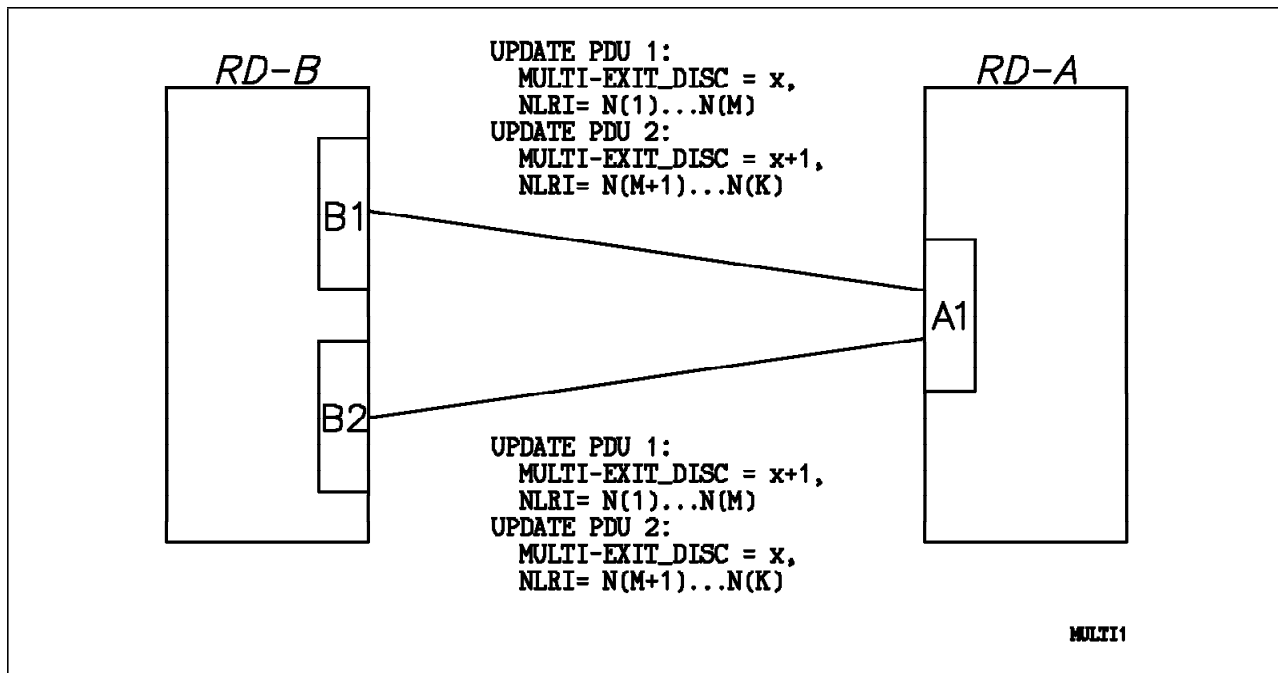 RD-B
RD-A
UPDATE PDU 1:
MULTI-EXIT_DISC = x,
NLRI= N(1)...N(M)
UPDATE PDU 2:
MULTI-EXIT_DISC = x+1,
NLRI= N(M+1)...N(K)
B1
A1
B2
UPDATE PDU 1:
MULTI-EXIT_DISC = x+1,
NLRI= N(1)...N(M)
UPDATE PDU 2:
MULTI-EXIT_DISC = x,
NLRI= N(M+1)...N(K)
MULTI1